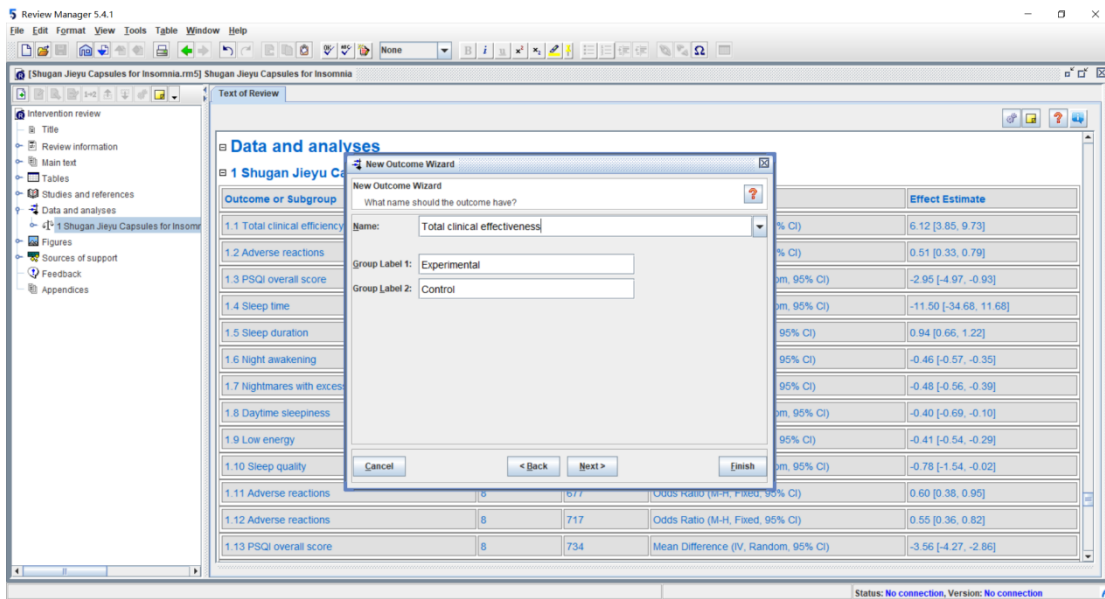 Review Manager 5.4.1
File Edit Format View Tools Table Window Help
None
[Shugan Jieyu Capsules for Insomnia.rm5] Shugan Jieyu Capsules for Insomnia
Text of Review
Intervention review
Title
Review information
Main text
Tables
Studies and references
Data and analyses
1 Shugan Jieyu Capsules for Insomn
Figures
Sources of support
Feedback
Appendices
Data and analyses
1 Shugan Jieyu Ca
Outcome or Subgroup Effect Estimate
1.1 Total clinical efficiency % CI) 6.12 [3.85, 9.73]
1.2 Adverse reactions % CI) 0.51 [0.33, 0.79]
1.3 PSQI overall score om, 95% CI) -2.95 [-4.97, -0.93]
1.4 Sleep time om, 95% CI) -11.50 [-34.68, 11.68]
1.5 Sleep duration 95% CI) 0.94 [0.66, 1.22]
1.6 Night awakening 95% CI) -0.46 [-0.57, -0.35]
1.7 Nightmares with excess 95% CI) -0.48 [-0.56, -0.39]
1.8 Daytime sleepiness om, 95% CI) -0.40 [-0.69, -0.10]
1.9 Low energy 95% CI) -0.41 [-0.54, -0.29]
1.10 Sleep quality om, 95% CI) -0.78 [-1.54, -0.02]
1.11 Adverse reactions 8 677 Odds Ratio (M-H, Fixed, 95% CI) 0.60 [0.38, 0.95]
1.12 Adverse reactions 8 717 Odds Ratio (M-H, Fixed, 95% CI) 0.55 [0.36, 0.82]
1.13 PSQI overall score 8 734 Mean Difference (IV, Random, 95% CI) -3.56 [-4.27, -2.86]
New Outcome Wizard
New Outcome Wizard
What name should the outcome have?
Name: Total clinical effectiveness
Group Label 1: Experimental
Group Label 2: Control
Cancel < Back Next > Finish
Status: No connection, Version: No connection